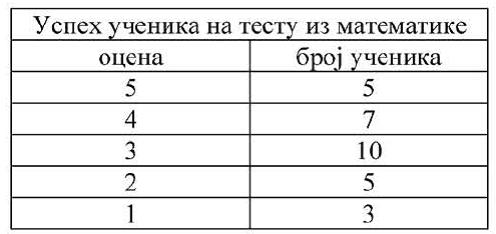 Успех ученика на тесту из математике
оцена број ученика
5 5
4 7
3 10
2 5
1 3